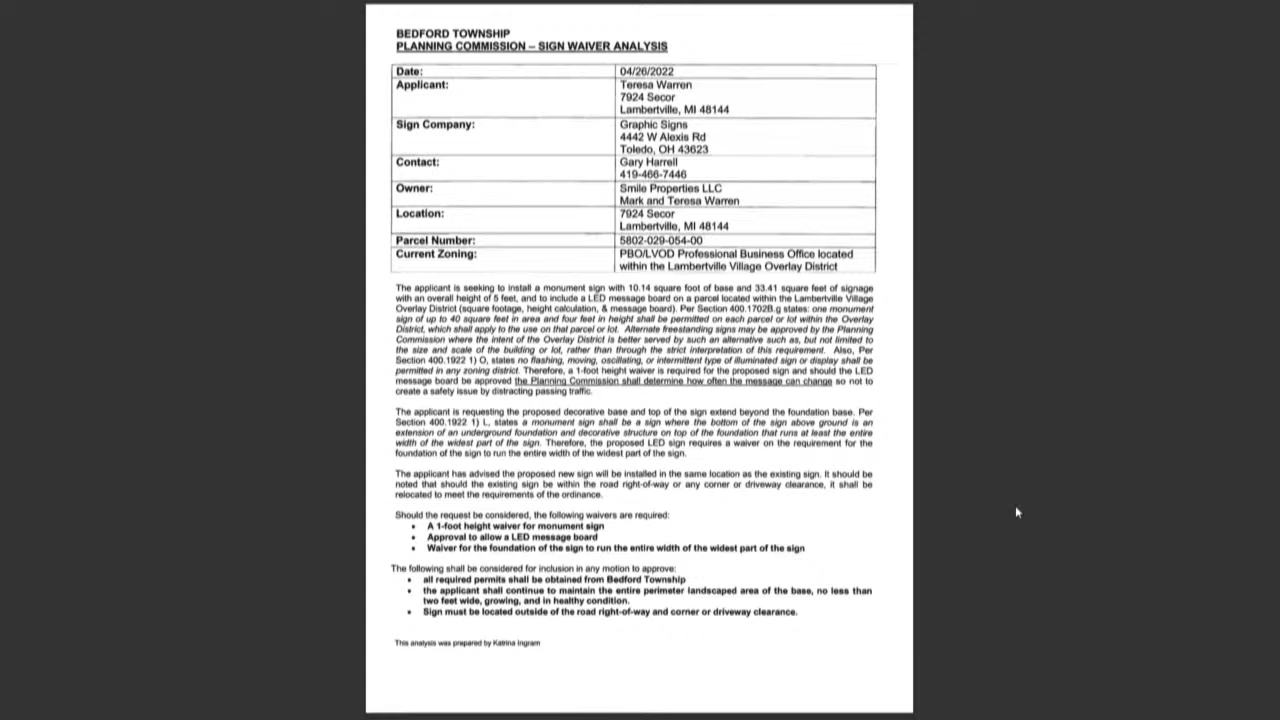 BEDFORD TOWNSHIP
PLANNING COMMISSION – SIGN WAIVER ANALYSIS
Date: 04/26/2022
Applicant: Teresa Warren
7924 Secor
Lambertville, MI 48144
Sign Company: Graphic Signs
4442 W Alexis Rd
Toledo, OH 43623
Contact: Gary Harrell
419-466-7446
Owner: Smile Properties LLC
Mark and Teresa Warren
Location: 7924 Secor
Lambertville, MI 48144
Parcel Number: 5802-029-054-00
Current Zoning: PBO/LVOD Professional Business Office located
within the Lambertville Village Overlay District
The applicant is seeking to install a monument sign with 10.14 square foot of base and 33.41 square feet of signage
with an overall height of 5 feet, and to include a LED message board on a parcel located within the Lambertville Village
Overlay District (square footage, height calculation, & message board). Per Section 400.1702B.g states: one monument
sign of up to 40 square feet in area and four feet in height shall be permitted on each parcel or lot within the Overlay
District, which shall apply to the use on that parcel or lot. Alternate freestanding signs may be approved by the Planning
Commission where the intent of the Overlay District is better served by such an alternative such as, but not limited to
the size and scale of the building or lot, rather than through the strict interpretation of this requirement. Also, Per
Section 400.1922 1) O, states no flashing, moving, oscillating, or intermittent type of illuminated sign or display shall be
permitted in any zoning district. Therefore, a 1-foot height waiver is required for the proposed sign and should the LED
message board be approved the Planning Commission shall determine how often the message can change so not to
create a safety issue by distracting passing traffic.
The applicant is requesting the proposed decorative base and top of the sign extend beyond the foundation base. Per
Section 400.1922 1) L, states a monument sign shall be a sign where the bottom of the sign above ground is an
extension of an underground foundation and decorative structure on top of the foundation that runs at least the entire
width of the widest part of the sign. Therefore, the proposed LED sign requires a waiver on the requirement for the
foundation of the sign to run the entire width of the widest part of the sign.
The applicant has advised the proposed new sign will be installed in the same location as the existing sign. It should be
noted that should the existing sign be within the road right-of-way or any corner or driveway clearance, it shall be
relocated to meet the requirements of the ordinance.
Should the request be considered, the following waivers are required:
• A 1-foot height waiver for monument sign
• Approval to allow a LED message board
• Waiver for the foundation of the sign to run the entire width of the widest part of the sign
The following shall be considered for inclusion in any motion to approve:
• all required permits shall be obtained from Bedford Township
• the applicant shall continue to maintain the entire perimeter landscaped area of the base, no less than
two feet wide, growing, and in healthy condition.
• Sign must be located outside of the road right-of-way and corner or driveway clearance.
This analysis was prepared by Katrina Ingram